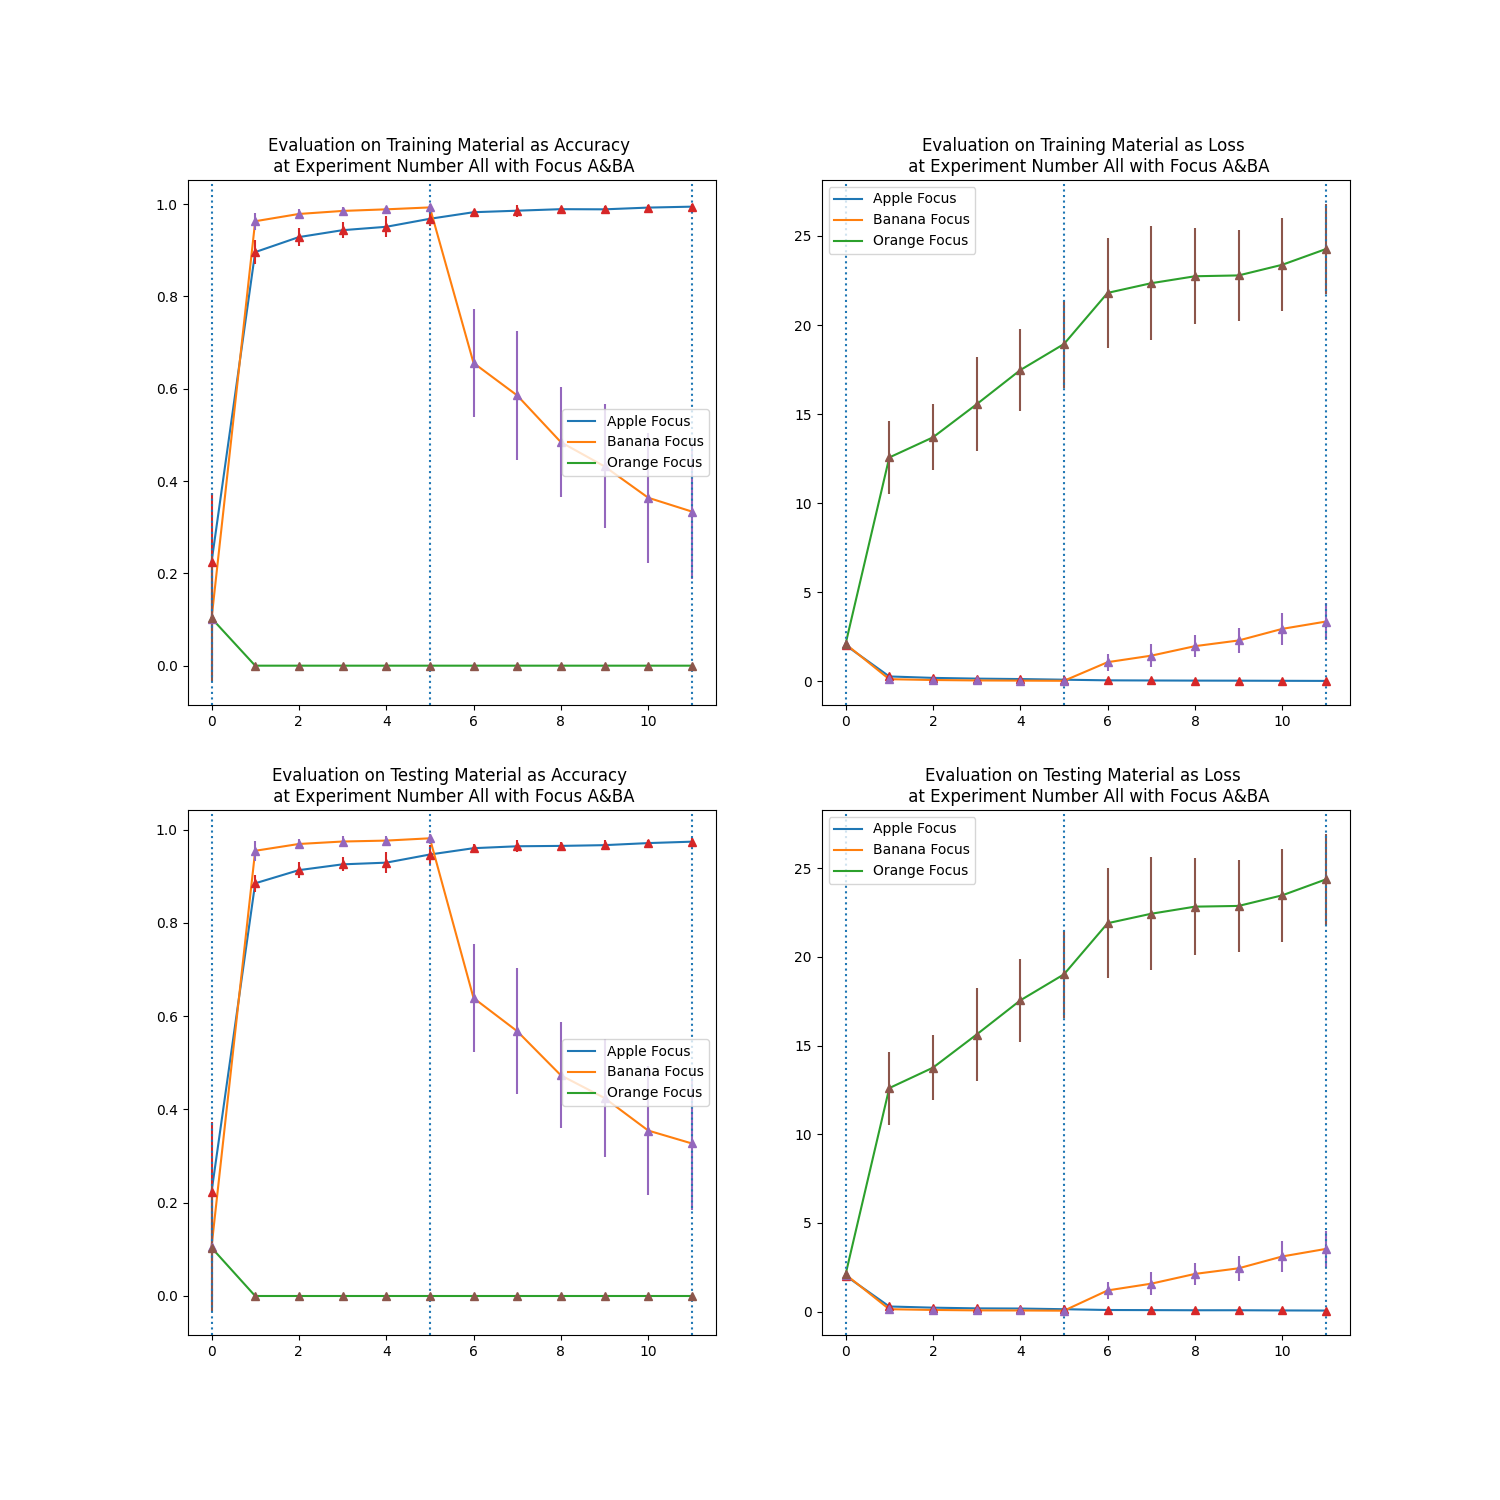 Evaluation on Training Material as Accuracy
at Experiment Number All with Focus A&BA
1.0
0.8
0.6
0.4
0.2
0.0
Apple Focus
Banana Focus
Orange Focus
0 2 4 6 8 10
Evaluation on Training Material as Loss
at Experiment Number All with Focus A&BA
Apple Focus
Banana Focus
Orange Focus
25
20
15
10
5
0
0 2 4 6 8 10
Evaluation on Testing Material as Accuracy
at Experiment Number All with Focus A&BA
1.0
0.8
0.6
0.4
0.2
0.0
Apple Focus
Banana Focus
Orange Focus
0 2 4 6 8 10
Evaluation on Testing Material as Loss
at Experiment Number All with Focus A&BA
Apple Focus
Banana Focus
Orange Focus
25
20
15
10
5
0
0 2 4 6 8 10